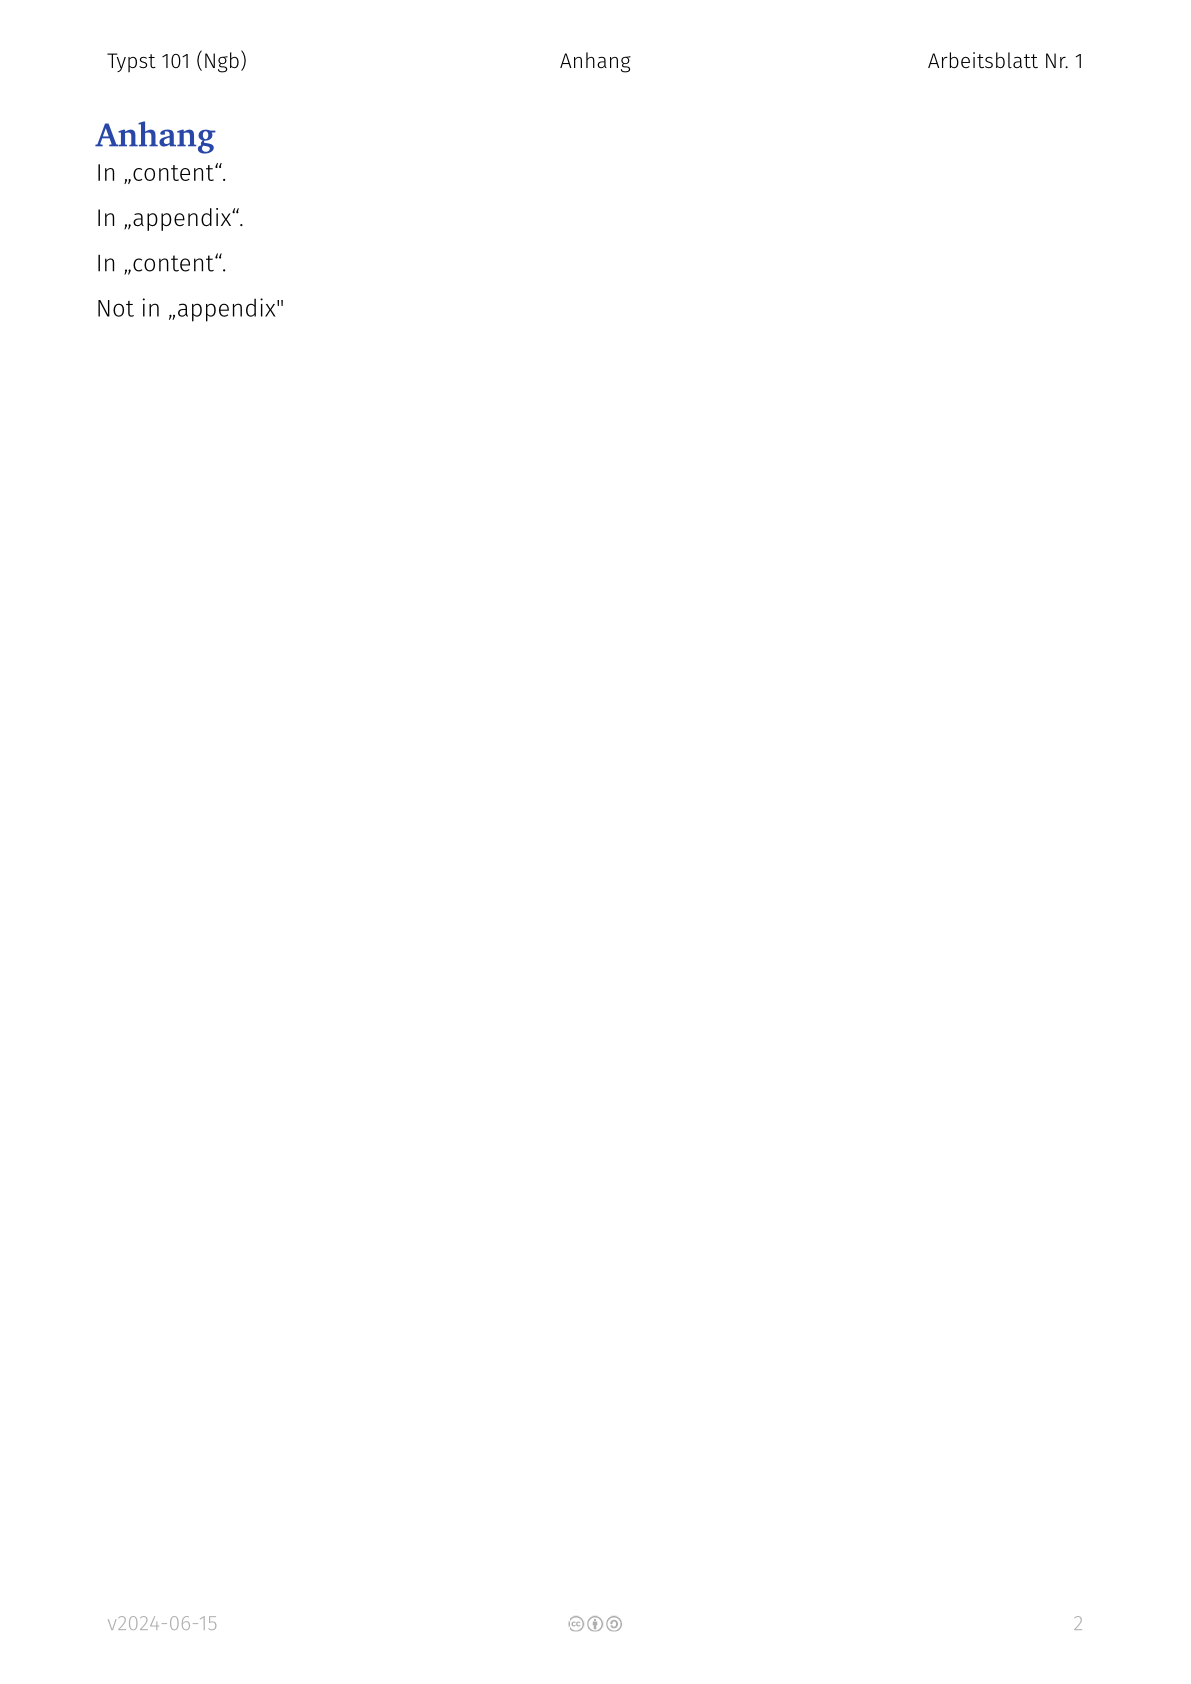 Typst 101 (Ngb) Anhang Arbeitsblatt Nr. 1
Anhang
In „content“.
In „appendix“.
In „content“.
Not in „appendix"
v2024-06-15 2